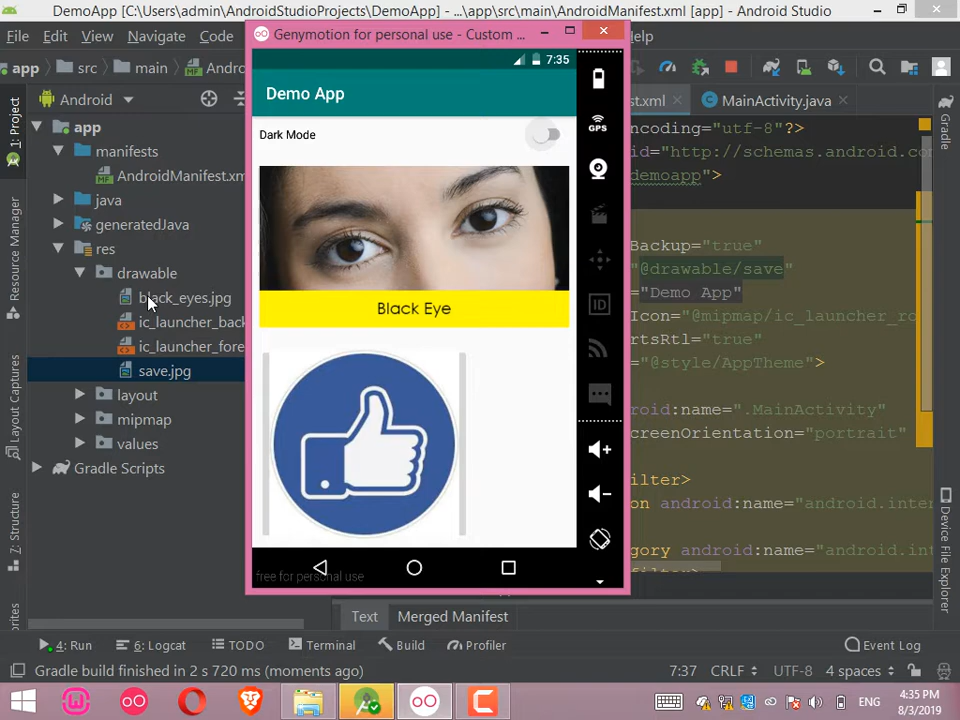 DemoApp [C:\Users\admin\AndroidStudioProjects\DemoApp] - ...\app\src\main\AndroidManifest.xml [app] - Android Studio
File Edit View Navigate Code
Genymotion for personal use - Custom ...
elp
app src main Andro
7:35
Android
st.xml MainActivity.java
Demo App
Dark Mode
1: Project
Resource Manager
Layout Captures
7: Structure
orites
app
manifests
AndroidManifest.xm
java
generatedJava
res
drawable
black_eyes.jpg
ic_launcher_back
ic_launcher_fore
save.jpg
layout
mipmap
values
Gradle Scripts
Black Eye
free for personal use
GPS
ID
ncoding="utf-8"?>
id="http://schemas.android.co
demoapp">
Backup="true"
"@drawable/save"
="Demo App"
Icon="@mipmap/ic_launcher_ro
rtsRtl="true"
@style/AppTheme">
roid:name=".MainActivity"
creenOrientation="portrait"
ilter>
on android:name="android.inter
gory android:name="android.int
Gradle
Device File Explorer
Text Merged Manifest
4: Run 6: Logcat TODO Terminal Build Profiler Event Log
Gradle build finished in 2 s 720 ms (moments ago) 7:37 CRLF UTF-8 4 spaces
ENG
4:35 PM
8/3/2019